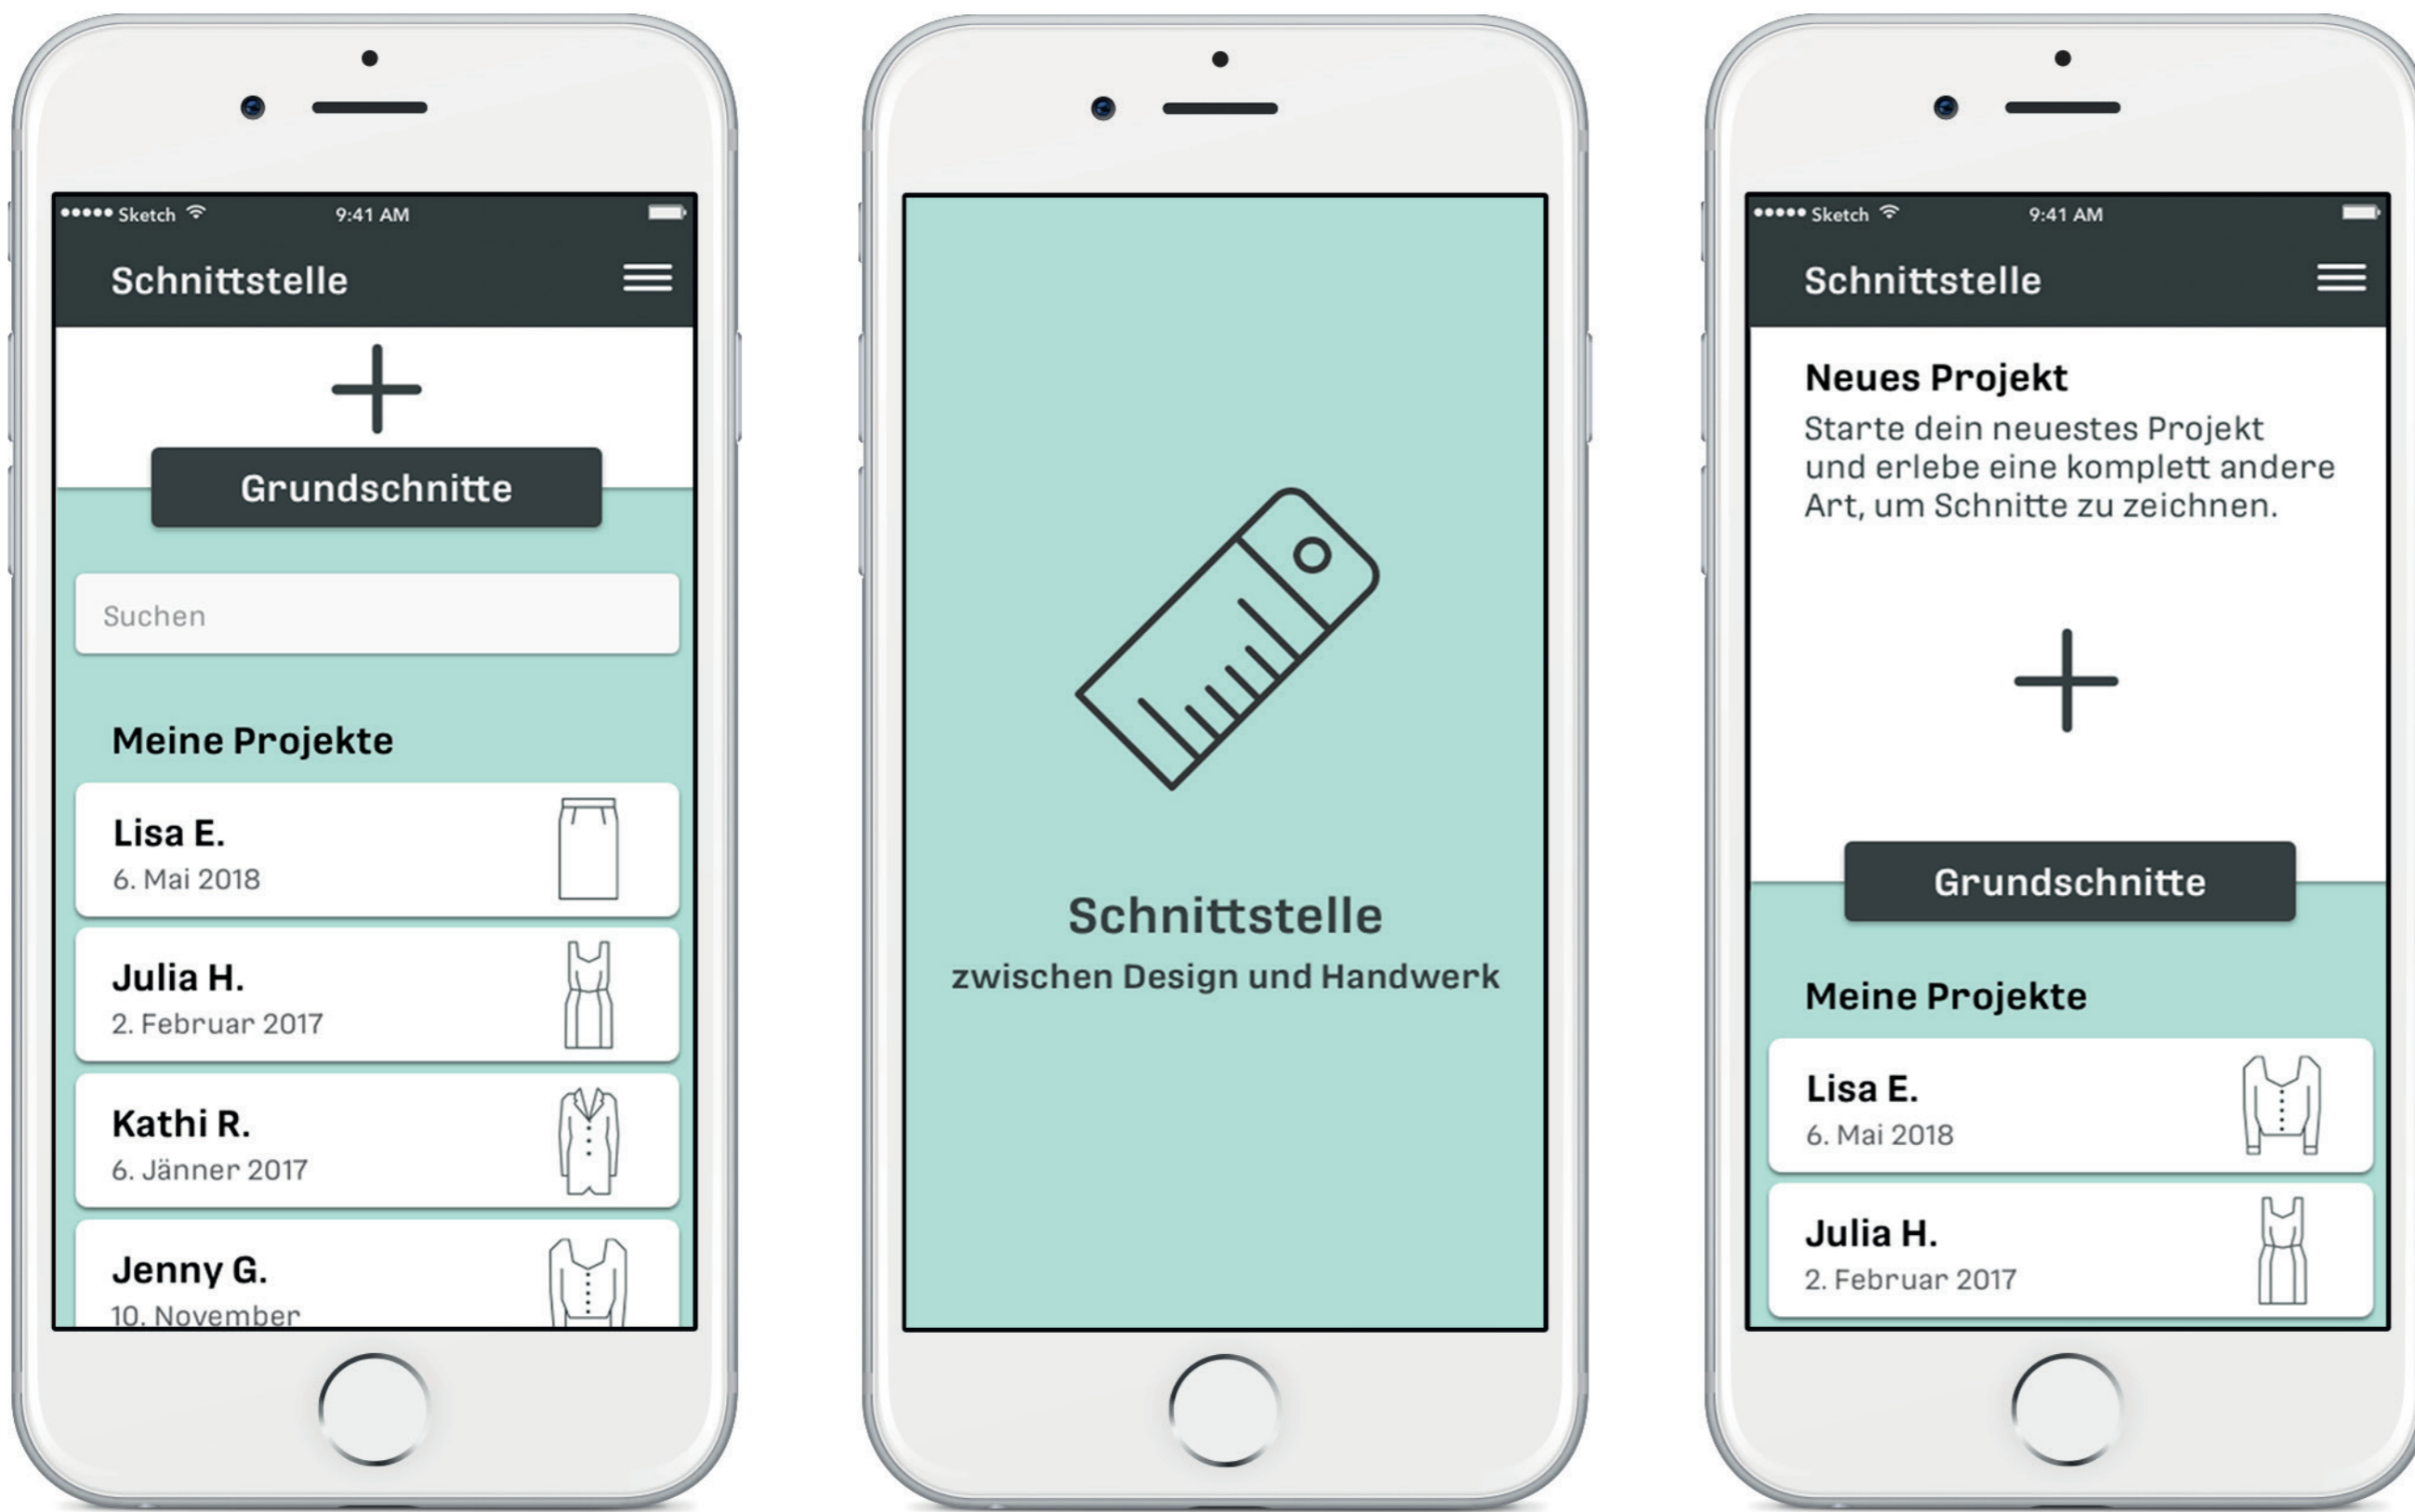 Sketch 9:41 AM
Schnittstelle
Grundschnitte
Suchen
Meine Projekte
Lisa E.
6. Mai 2018
Julia H.
2. Februar 2017
Kathi R.
6. Jänner 2017
Jenny G.
10. November
Schnittstelle
zwischen Design und Handwerk
Sketch 9:41 AM
Schnittstelle
Neues Projekt
Starte dein neuestes Projekt
und erlebe eine komplett andere
Art, um Schnitte zu zeichnen.
Grundschnitte
Meine Projekte
Lisa E.
6. Mai 2018
Julia H.
2. Februar 2017